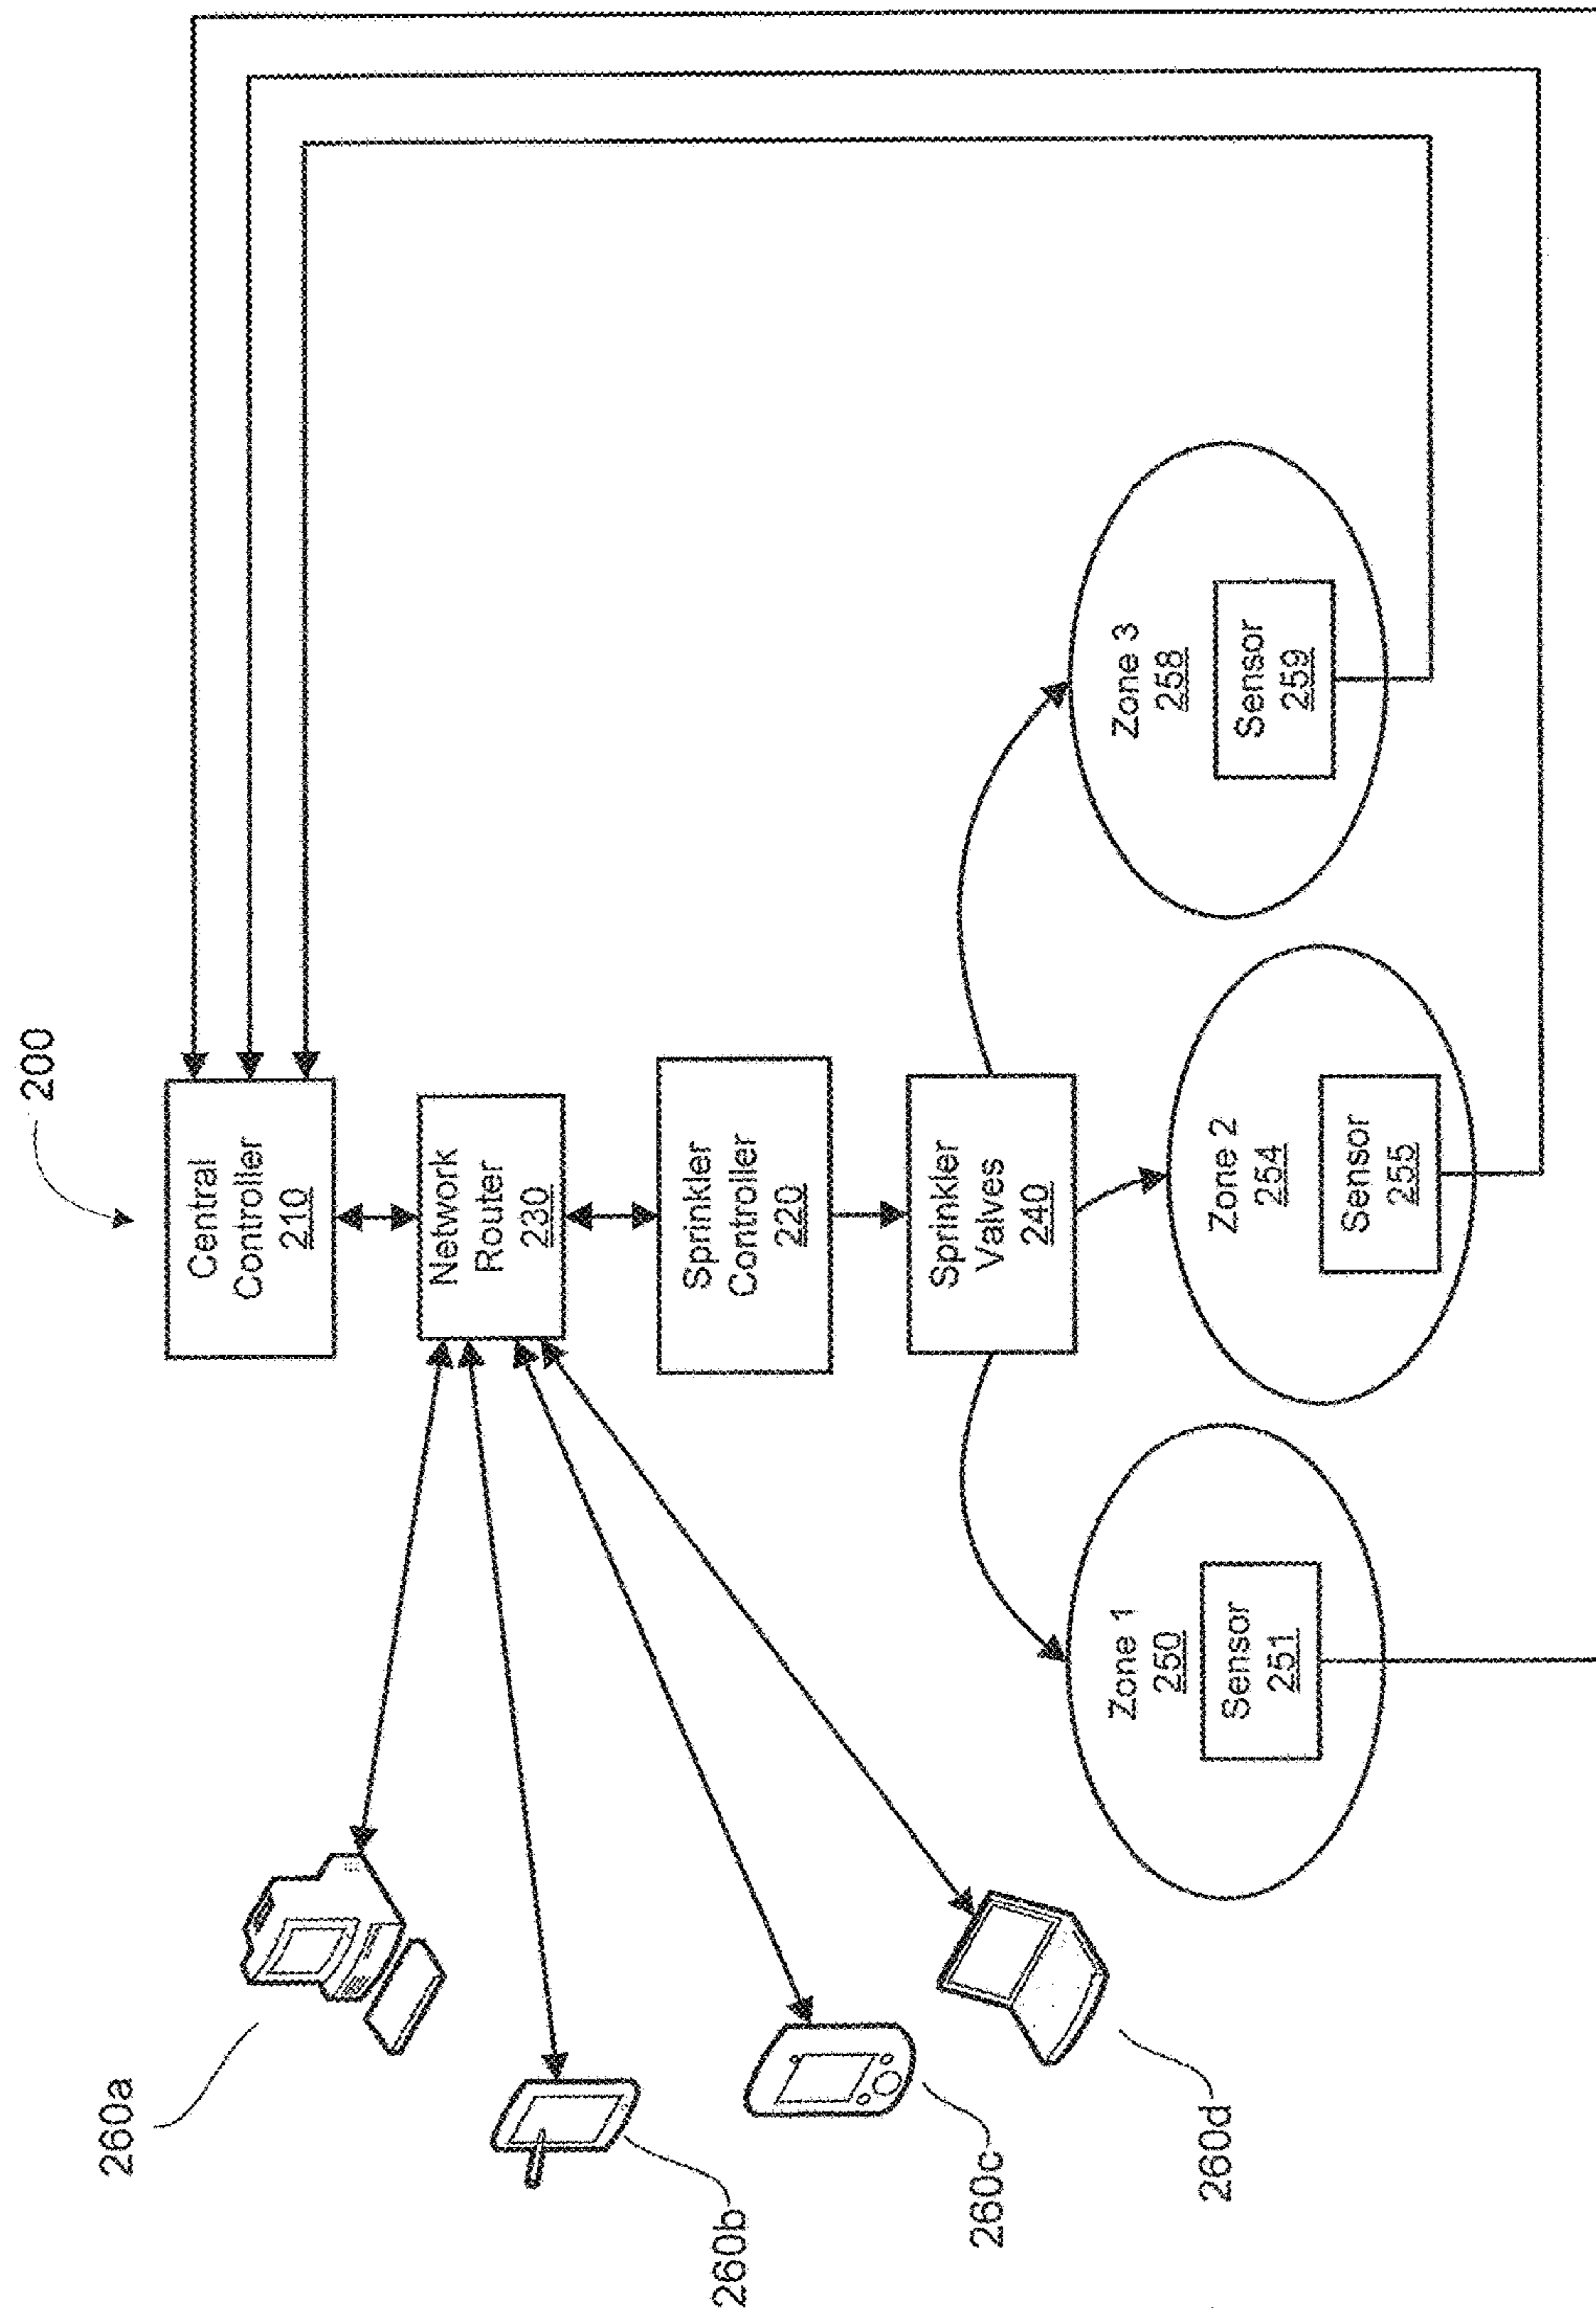 200
Central
Controller
210
Network
Router
230
Sprinkler
Controller
220
Sprinkler
Valves
240
Zone 1
250
Sensor
251
Zone 2
254
Sensor
255
Zone 3
258
Sensor
259
260a
260b
260c
260d